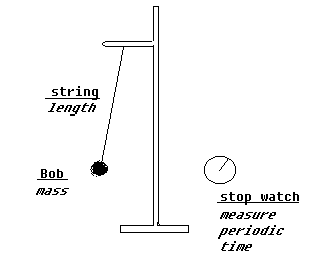 string
length
Bob
mass
stop watch
measure
periodic
time